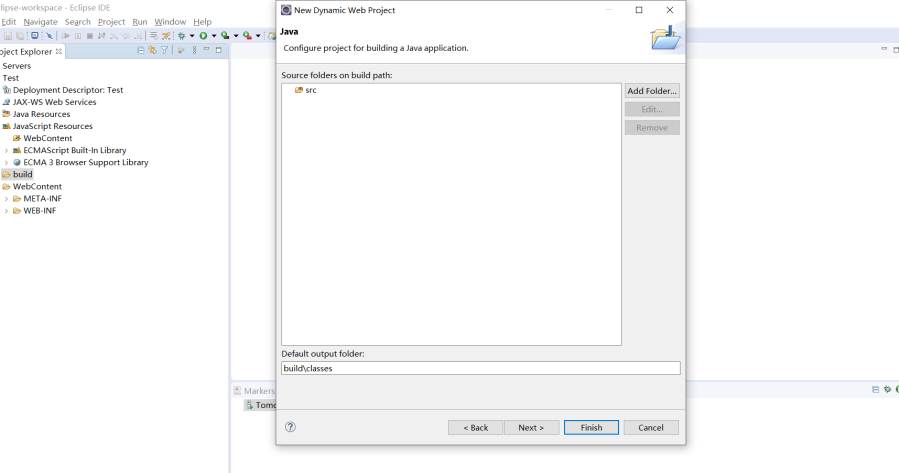 lipse-workspace - Eclipse IDE
Edit Navigate Search Project Run Window Help
oject Explorer
Servers
Test
Deployment Descriptor: Test
JAX-WS Web Services
Java Resources
JavaScript Resources
WebContent
ECMAScript Built-In Library
ECMA 3 Browser Support Library
build
WebContent
META-INF
WEB-INF
New Dynamic Web Project
Java
Configure project for building a Java application.
Source folders on build path:
src
Add Folder...
Edit...
Remove
Default output folder:
build\classes
Markers
Tomc
< Back Next > Finish Cancel